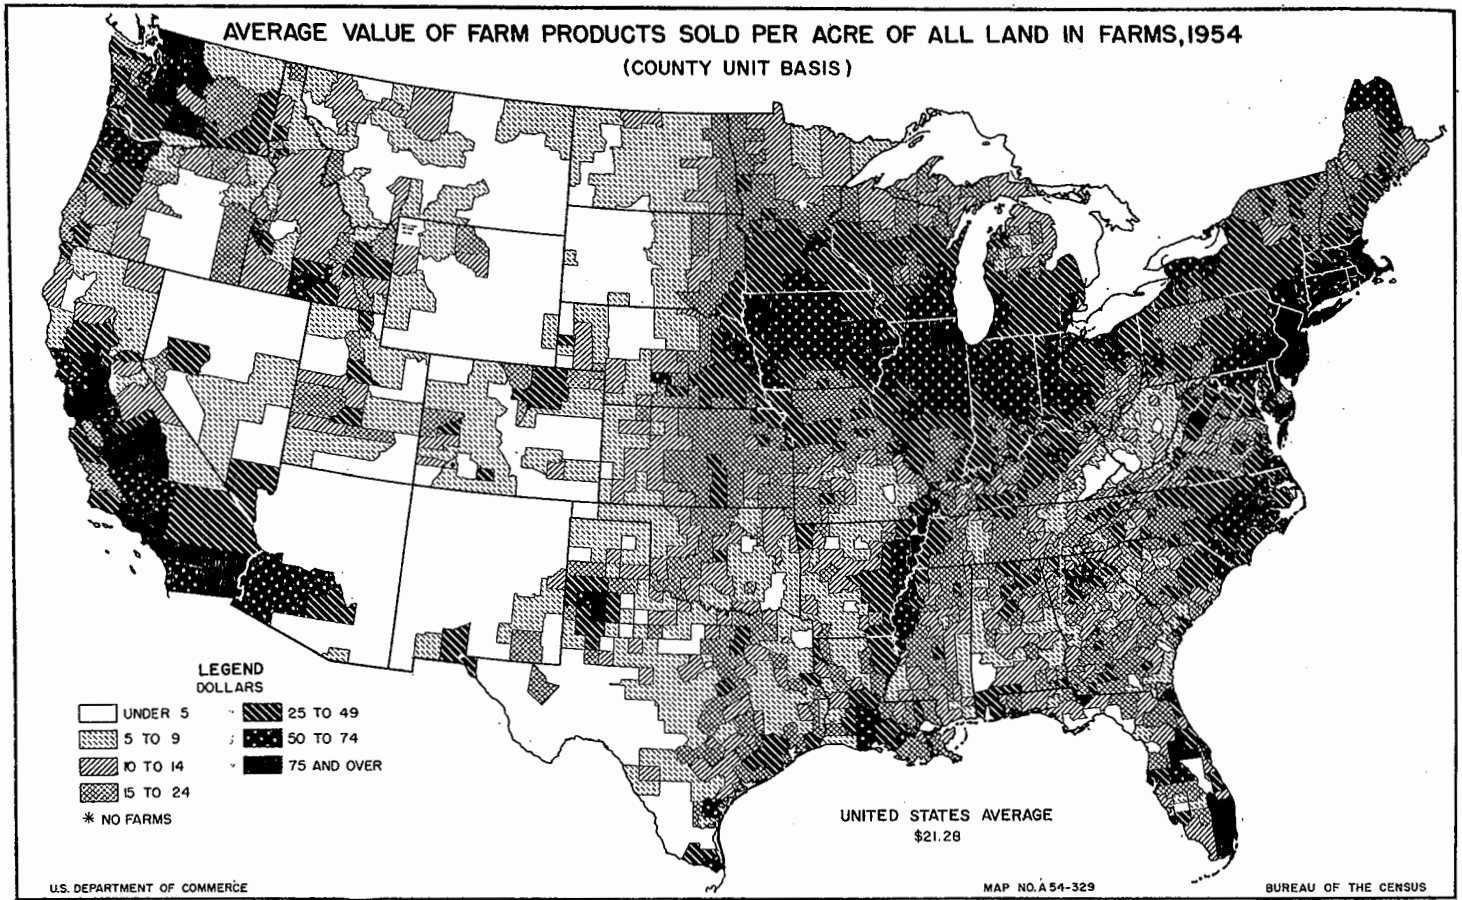 AVERAGE VALUE OF FARM PRODUCTS SOLD PER ACRE OF ALL LAND IN FARMS, 1954
(COUNTY UNIT BASIS)
LEGEND
DOLLARS
UNDER 5
5 TO 9
10 TO 14
15 TO 24
* NO FARMS
25 TO 49
50 TO 74
75 AND OVER
UNITED STATES AVERAGE
$21.28
U.S. DEPARTMENT OF COMMERCE
MAP NO. A 54-329
BUREAU OF THE CENSUS